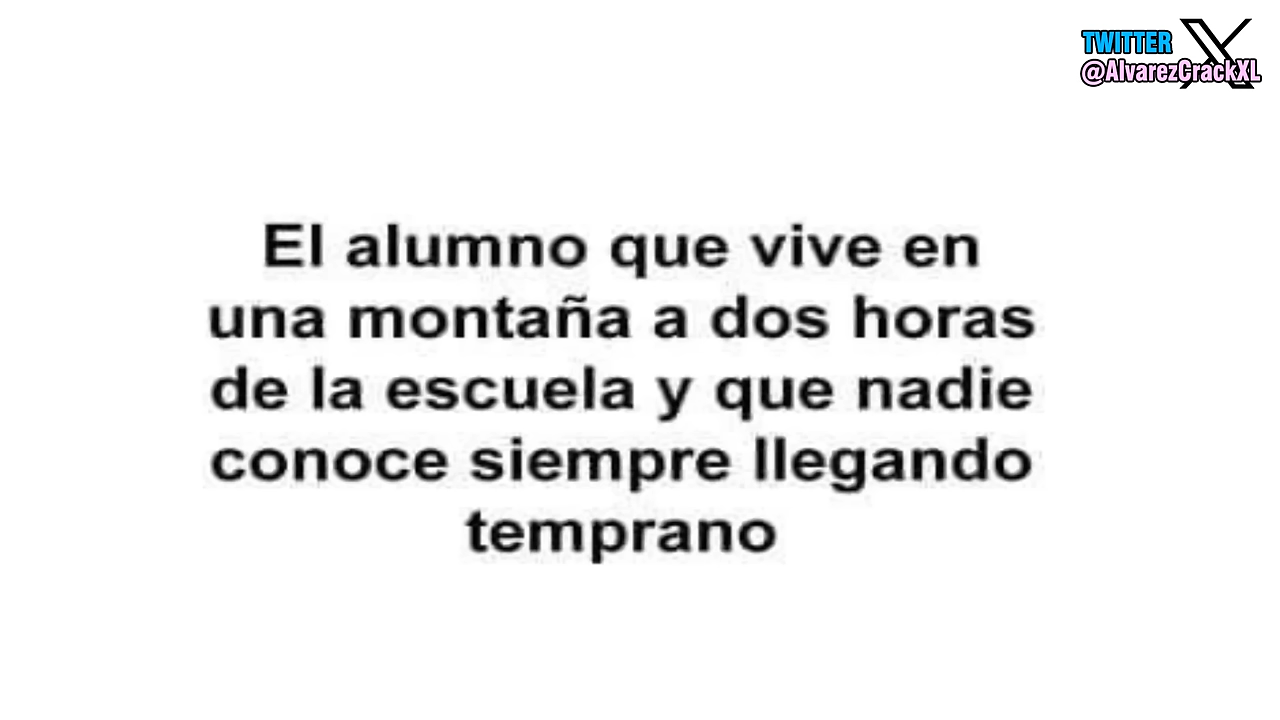 TWITTER
@AlvarezCrackXL
El alumno que vive en
una montaña a dos horas
de la escuela y que nadie
conoce siempre llegando
temprano